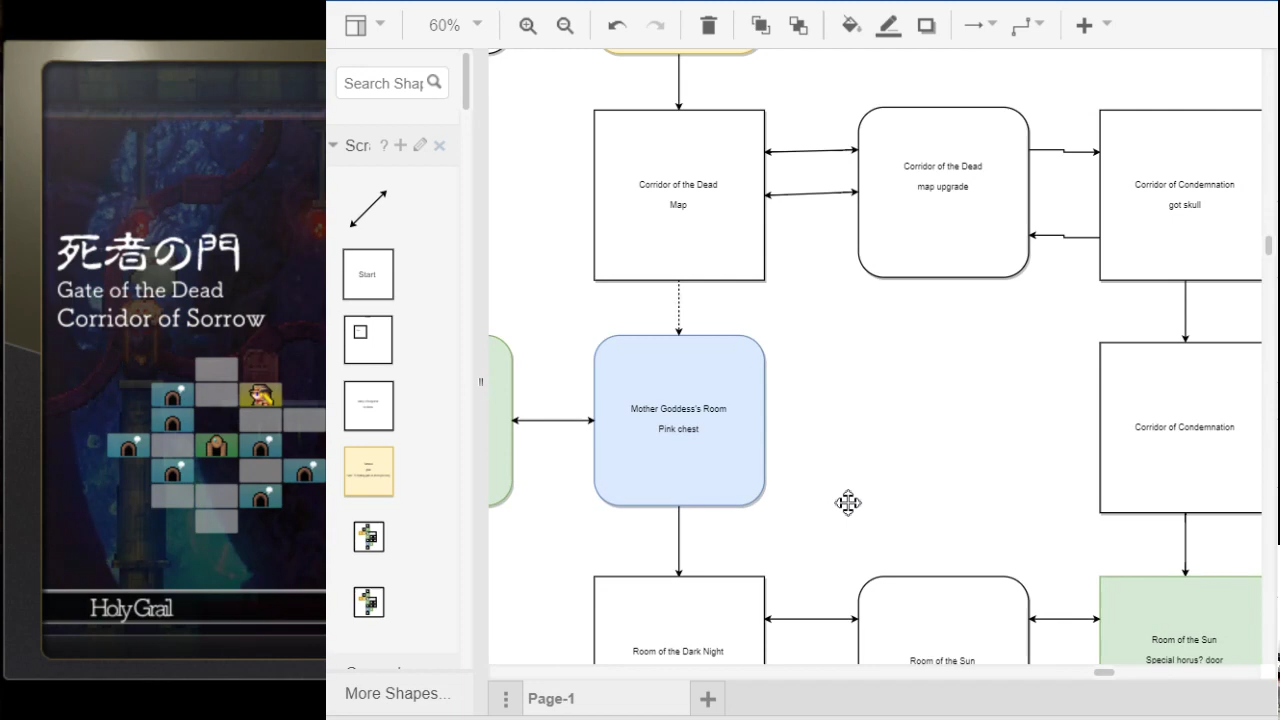 死者の門
Gate of the Dead
Corridor of Sorrow
Holy Grail
60%
Search Shap
Scr
?
Start
More Shapes...
Corridor of the Dead
Map
Corridor of the Dead
map upgrade
Corridor of Condemnation
got skull
Mother Goddess's Room
Pink chest
Corridor of Condemnation
Room of the Dark Night
Room of the Sun
Room of the Sun
Special horus? door
Page-1